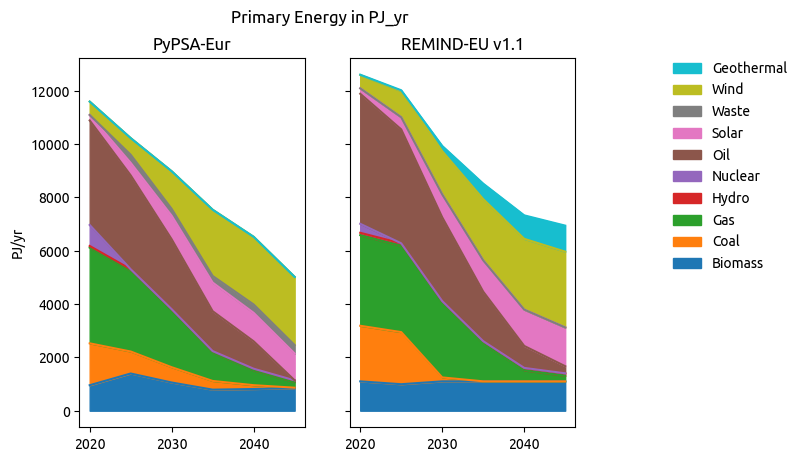 Primary Energy in PJ_yr
PyPSA-Eur
REMIND-EU v1.1
PJ/yr
12000
10000
8000
6000
4000
2000
0
2020
2030
2040
2020
2030
2040
Geothermal
Wind
Waste
Solar
Oil
Nuclear
Hydro
Gas
Coal
Biomass